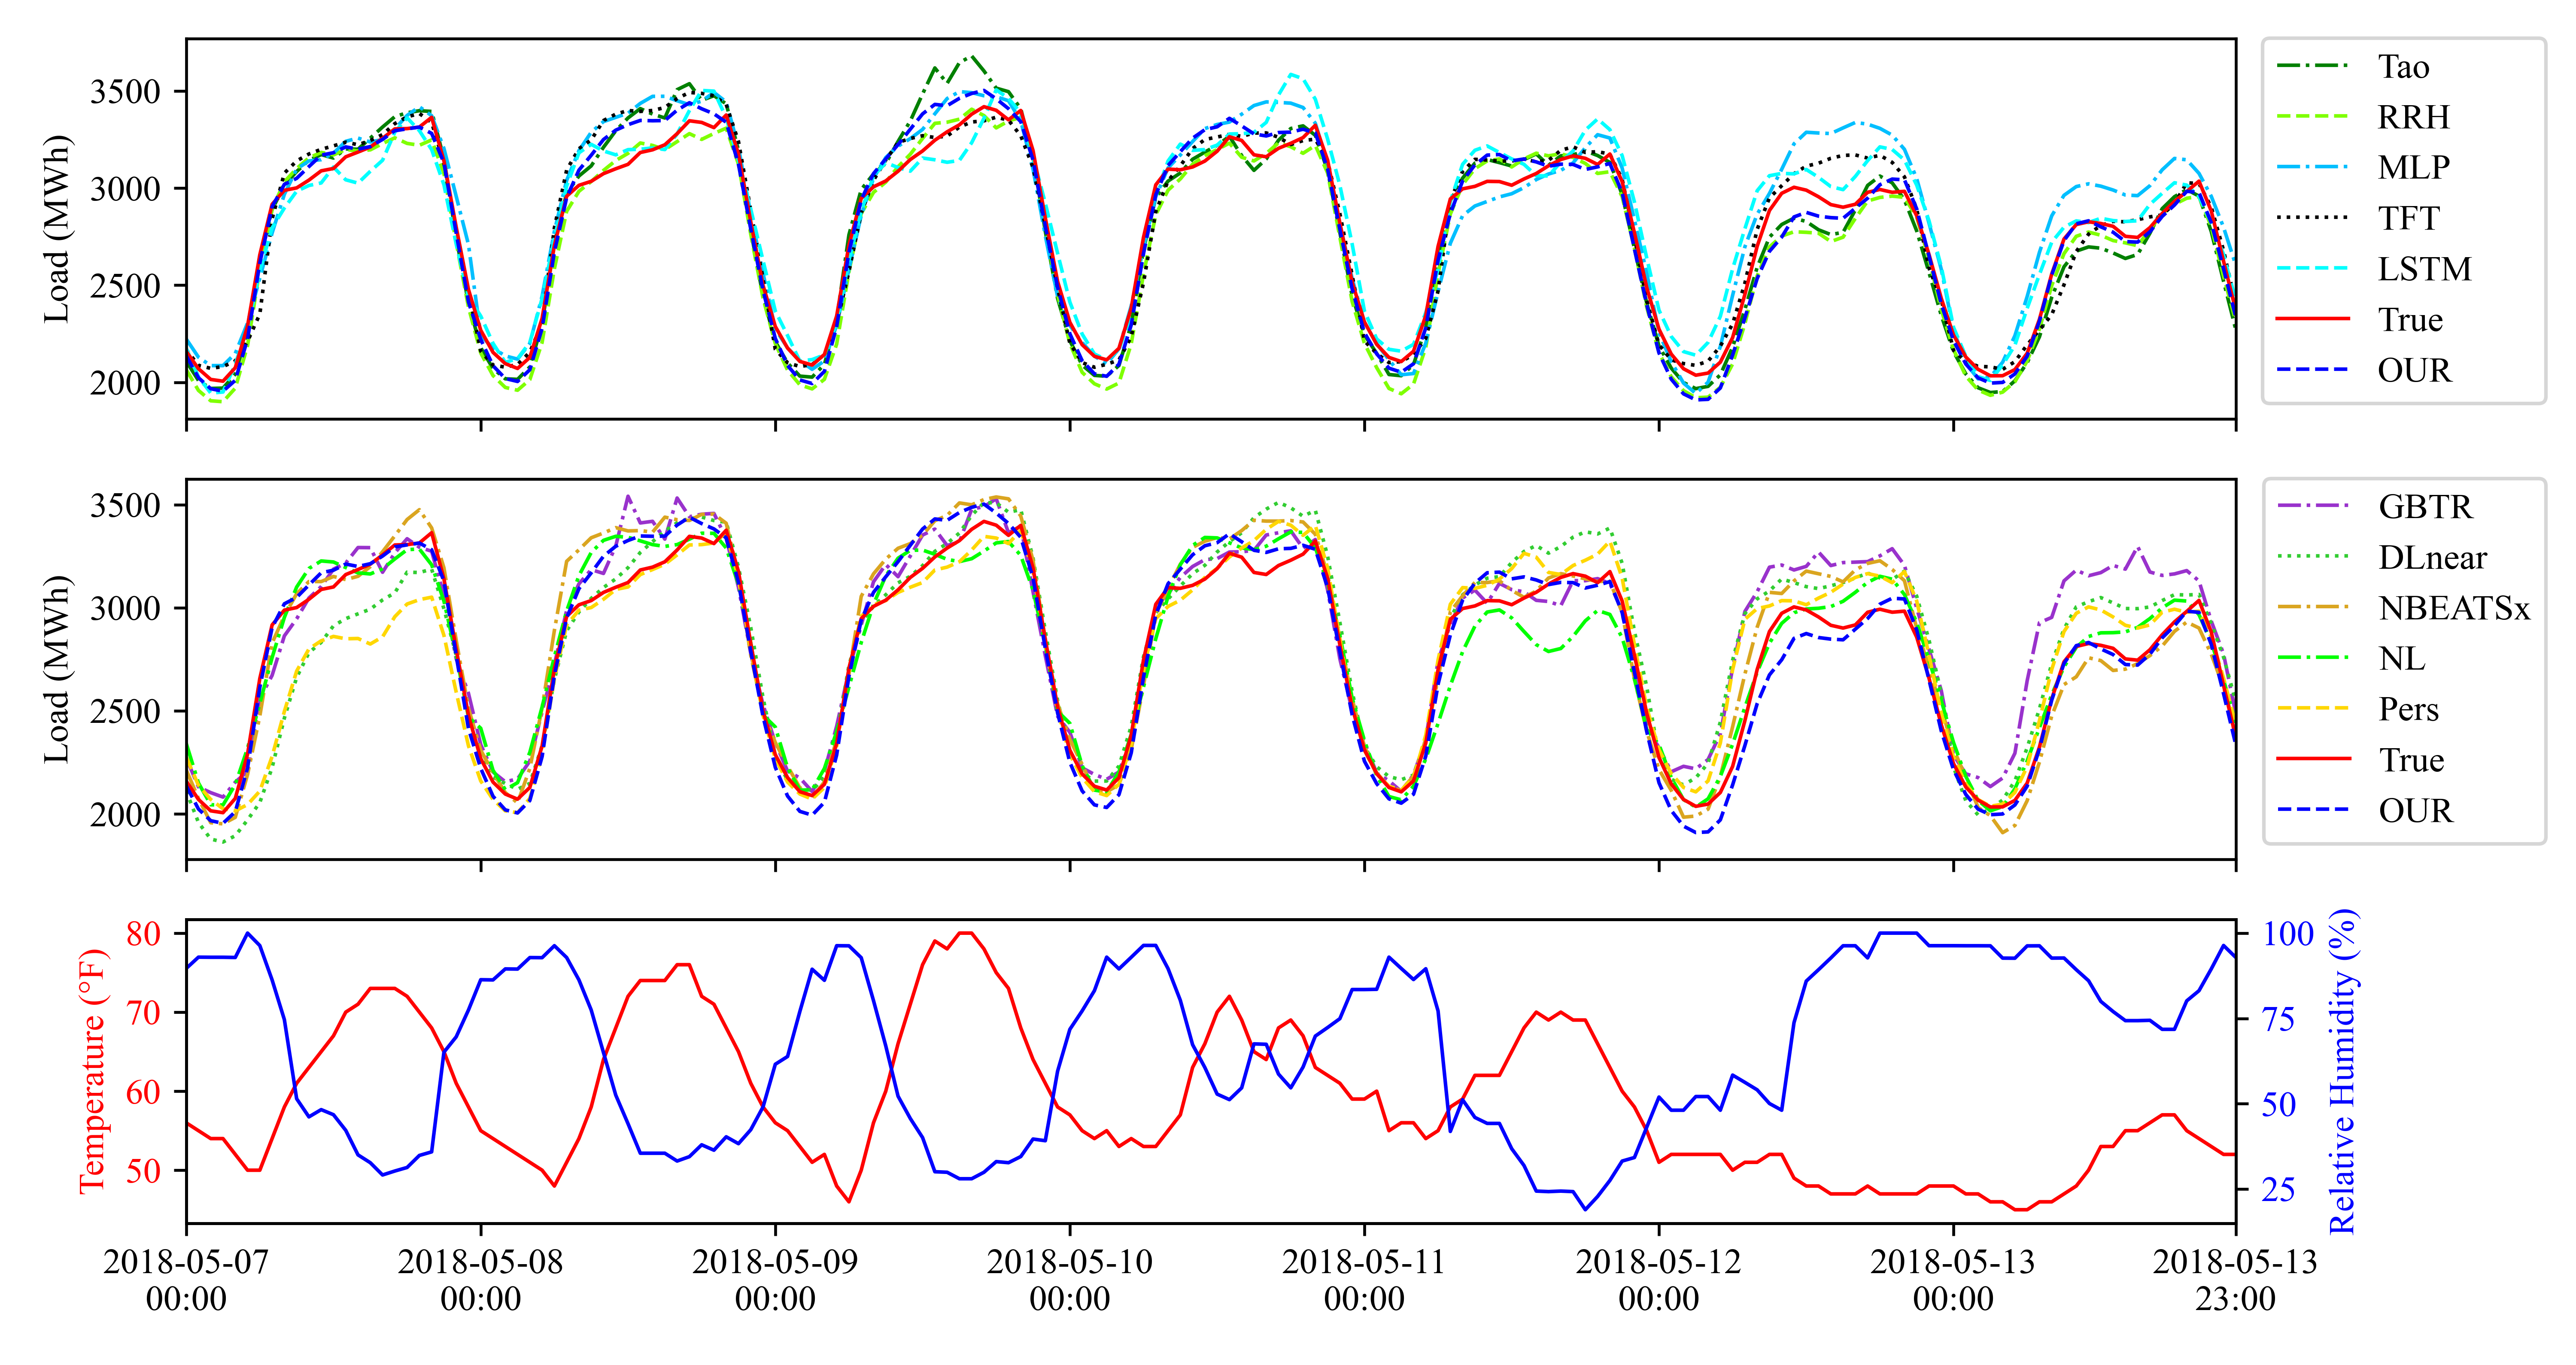 Load (MWh)
3500
3000
2500
2000
Tao
RRH
MLP
TFT
LSTM
True
OUR
Load (MWh)
3500
3000
2500
2000
GBTR
DLnear
NBEATSx
NL
Pers
True
OUR
Temperature (°F)
80
70
60
50
100
75
50
25
Relative Humidity (%)
2018-05-07
00:00
2018-05-08
00:00
2018-05-09
00:00
2018-05-10
00:00
2018-05-11
00:00
2018-05-12
00:00
2018-05-13
00:00
2018-05-13
23:00